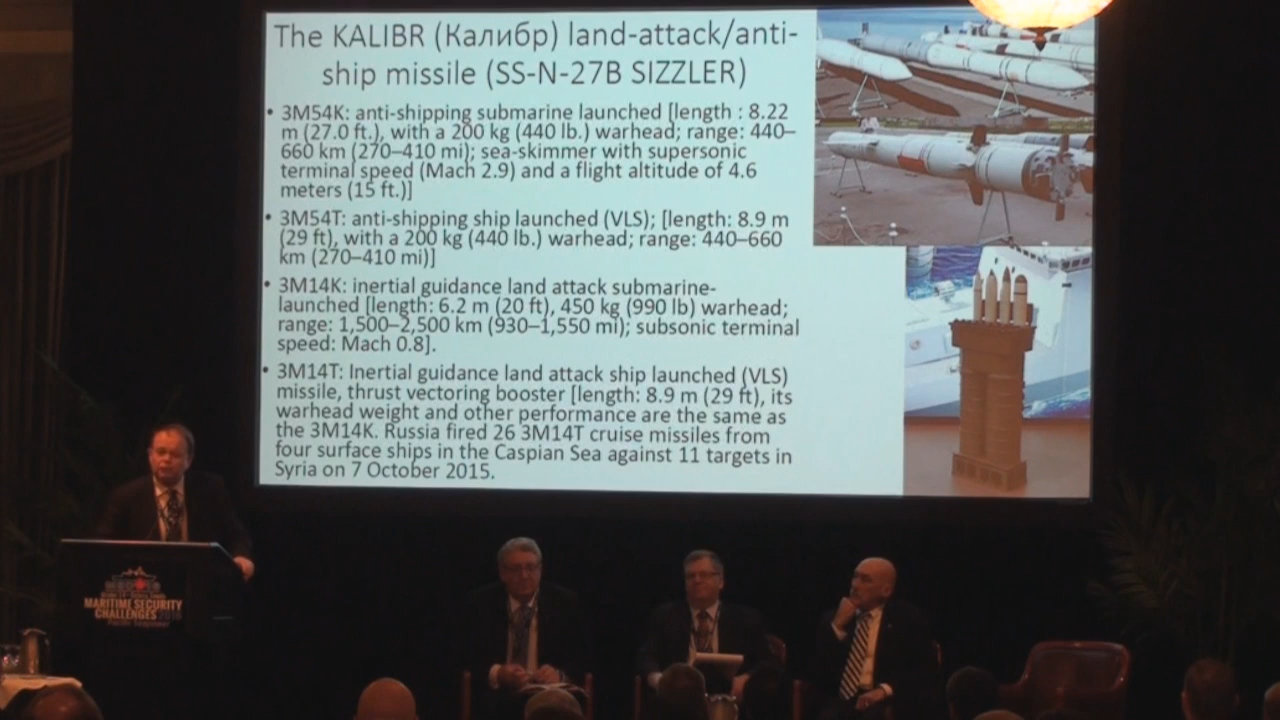 The KALIBR (Калибр) land-attack/anti-
ship missile (SS-N-27B SIZZLER)
• 3M54K: anti-shipping submarine launched [length : 8.22
m (27.0 ft.), with a 200 kg (440 lb.) warhead; range: 440–
660 km (270–410 mi); sea-skimmer with supersonic
terminal speed (Mach 2.9) and a flight altitude of 4.6
meters (15 ft.)]
• 3M54T: anti-shipping ship launched (VLS); [length: 8.9 m
(29 ft), with a 200 kg (440 lb.) warhead; range: 440–660
km (270–410 mi)]
• 3M14K: inertial guidance land attack submarine-
launched [length: 6.2 m (20 ft), 450 kg (990 lb) warhead;
range: 1,500–2,500 km (930–1,550 mi); subsonic terminal
speed: Mach 0.8].
• 3M14T: Inertial guidance land attack ship launched (VLS)
missile, thrust vectoring booster [length: 8.9 m (29 ft), its
warhead weight and other performance are the same as
the 3M14K. Russia fired 26 3M14T cruise missiles from
four surface ships in the Caspian Sea against 11 targets in
Syria on 7 October 2015.
MARITIME SECURITY
CHALLENGES